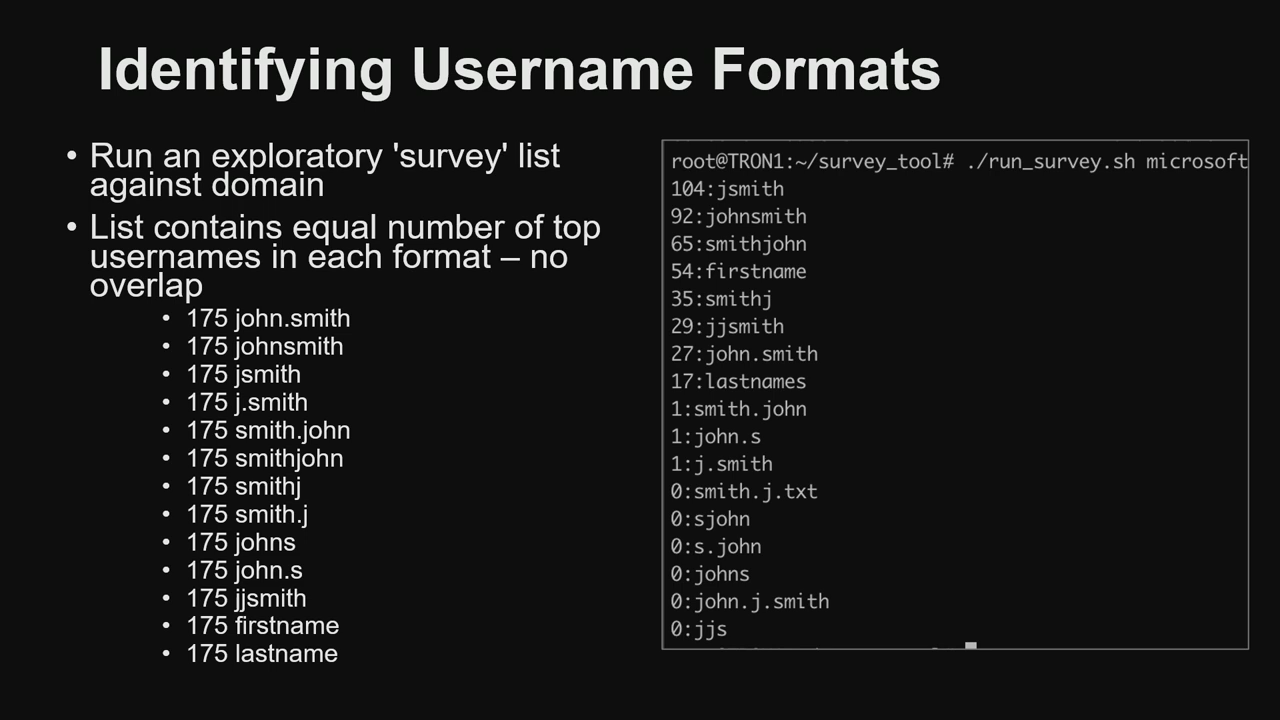 Identifying Username Formats
• Run an exploratory 'survey' list
against domain
• List contains equal number of top
usernames in each format – no
overlap
• 175 john.smith
• 175 johnsmith
• 175 jsmith
• 175 j.smith
• 175 smith.john
• 175 smithjohn
• 175 smithj
• 175 smith.j
• 175 johns
• 175 john.s
• 175 jjsmith
• 175 firstname
• 175 lastname
root@TRON1:~/survey_tool# ./run_survey.sh microsoft
104:jsmith
92:johnsmith
65:smithjohn
54:firstname
35:smithj
29:jjsmith
27:john.smith
17:lastnames
1:smith.john
1:john.s
1:j.smith
0:smith.j.txt
0:sjohn
0:s.john
0:johns
0:john.j.smith
0:jjs